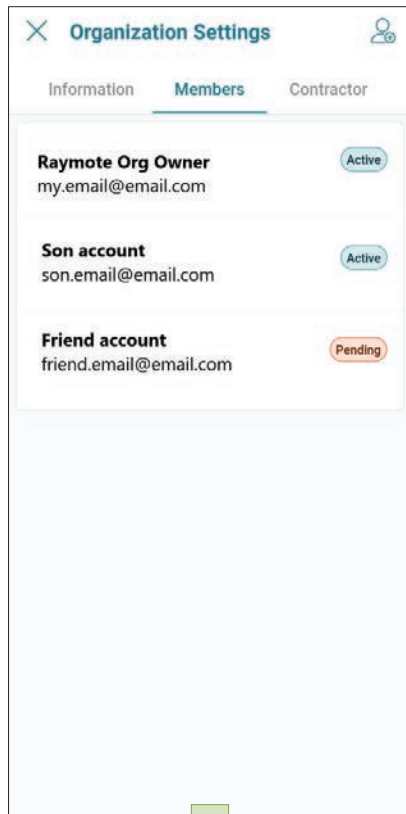 Organization Settings
Information Members Contractor
Raymote Org Owner Active
my.email@email.com
Son account Active
son.email@email.com
Friend account Pending
friend.email@email.com